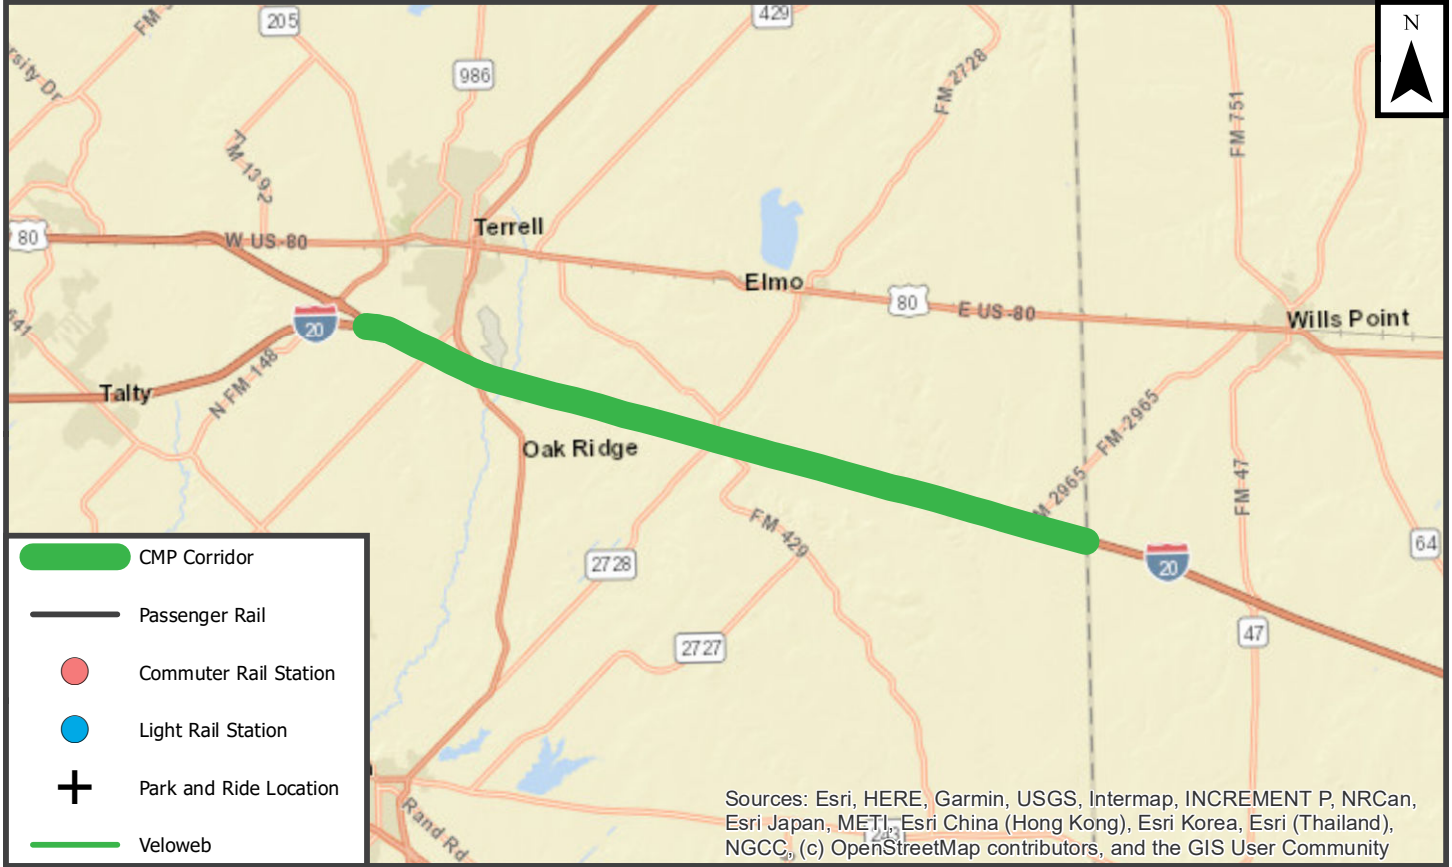 FM
205
429
N
986
FM 2728
FM 751
rsity Dr
FM 1392
Terrell
80
W US-80
Elmo
80
E US-80
Wills Point
641
20
Talty
N FM 148
FM-2965
Oak Ridge
M 2965
FM-47
FM-429
64
20
2728
47
2727
CMP Corridor
Passenger Rail
Commuter Rail Station
Light Rail Station
Park and Ride Location
Veloweb
Rand Rd
243
Sources: Esri, HERE, Garmin, USGS, Intermap, INCREMENT P, NRCan,
Esri Japan, METI, Esri China (Hong Kong), Esri Korea, Esri (Thailand),
NGCC, (c) OpenStreetMap contributors, and the GIS User Community